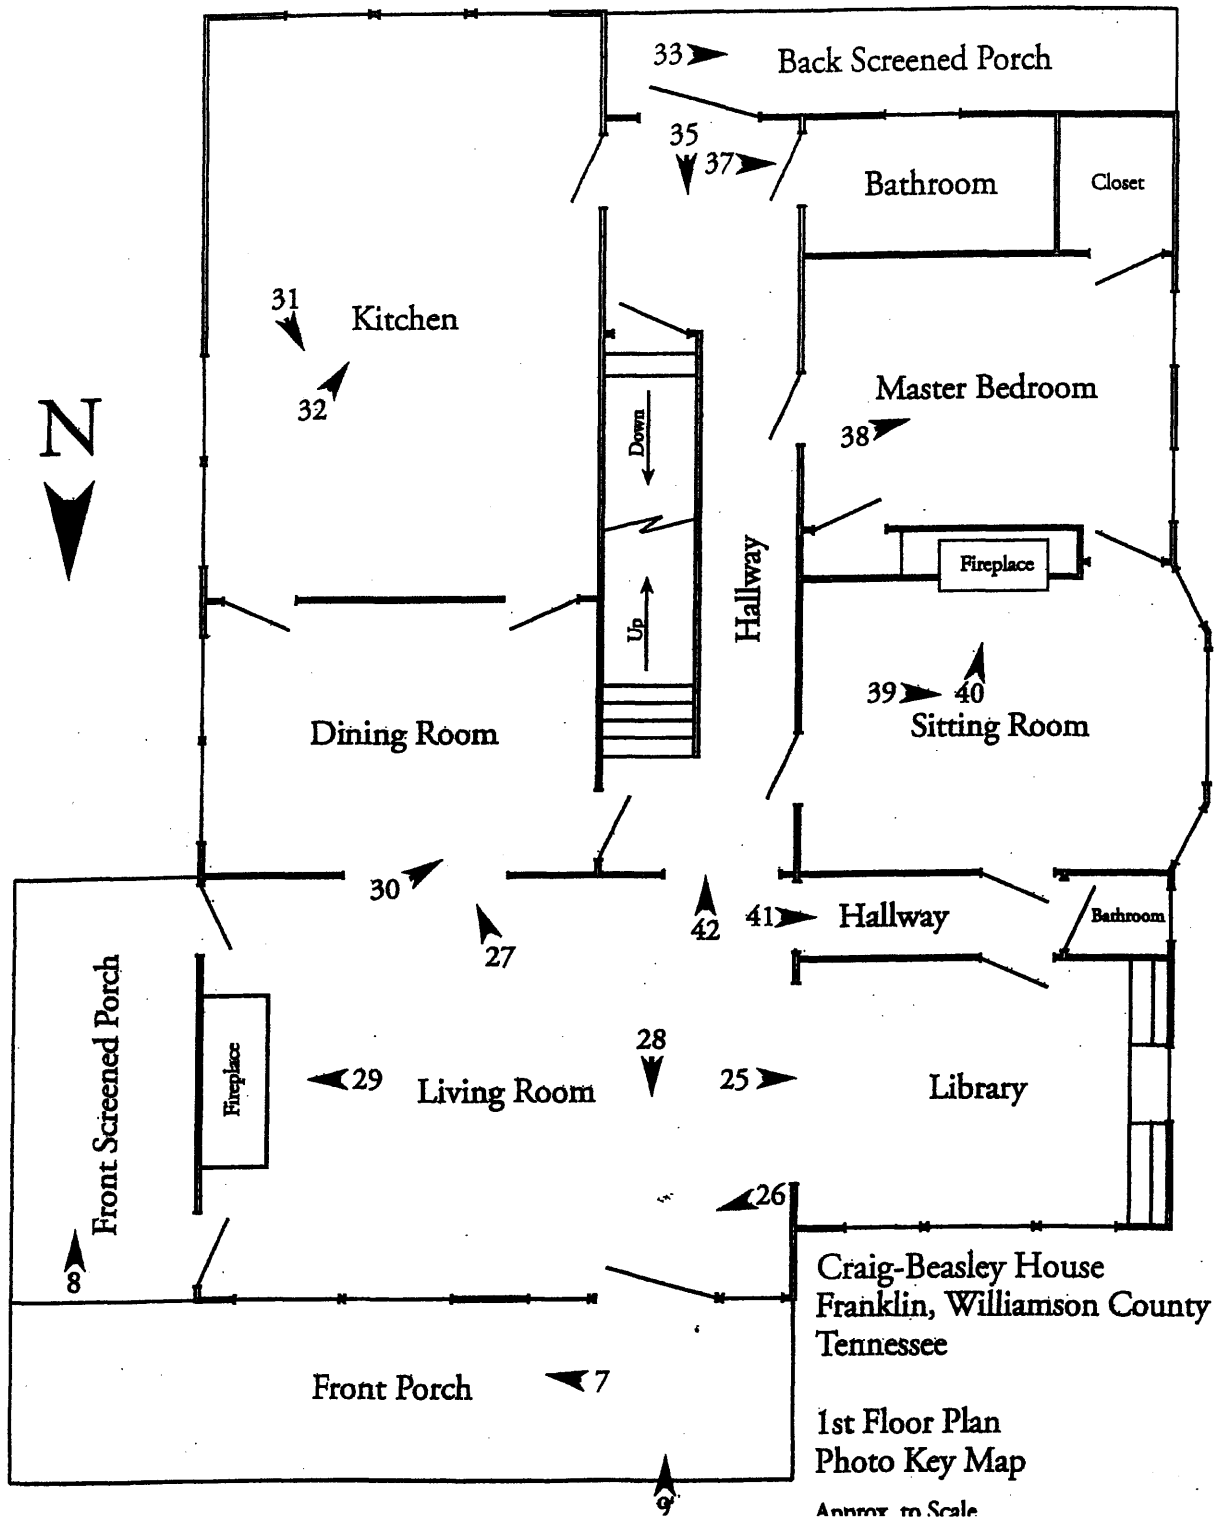 33
Back Screened Porch
35
37
Bathroom
Closet
31
Kitchen
32
N
Down
Master Bedroom
38
Hallway
Fireplace
Up
39
40
Sitting Room
Dining Room
30
27
42
41
Hallway
Bathroom
Front Screened Porch
Fireplace
29
Living Room
28
25
Library
26
8
Craig-Beasley House
Franklin, Williamson County
Tennessee
Front Porch
7
1st Floor Plan
Photo Key Map
9
Approx. to Scale